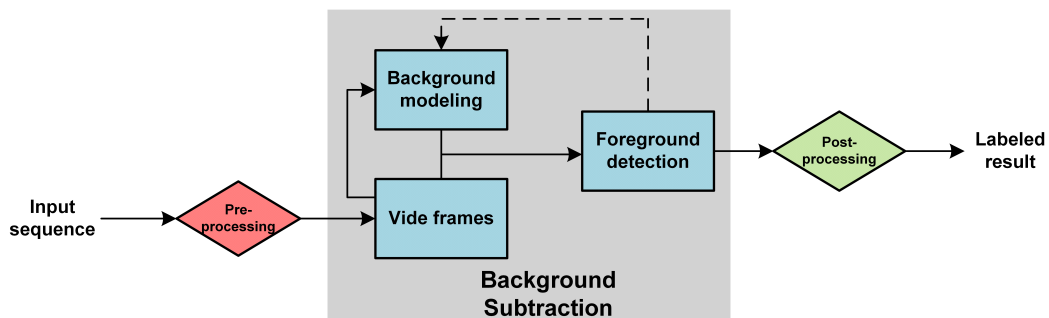 Input
sequence
Pre-
processing
Background
modeling
Vide frames
Foreground
detection
Background
Subtraction
Post-
processing
Labeled
result